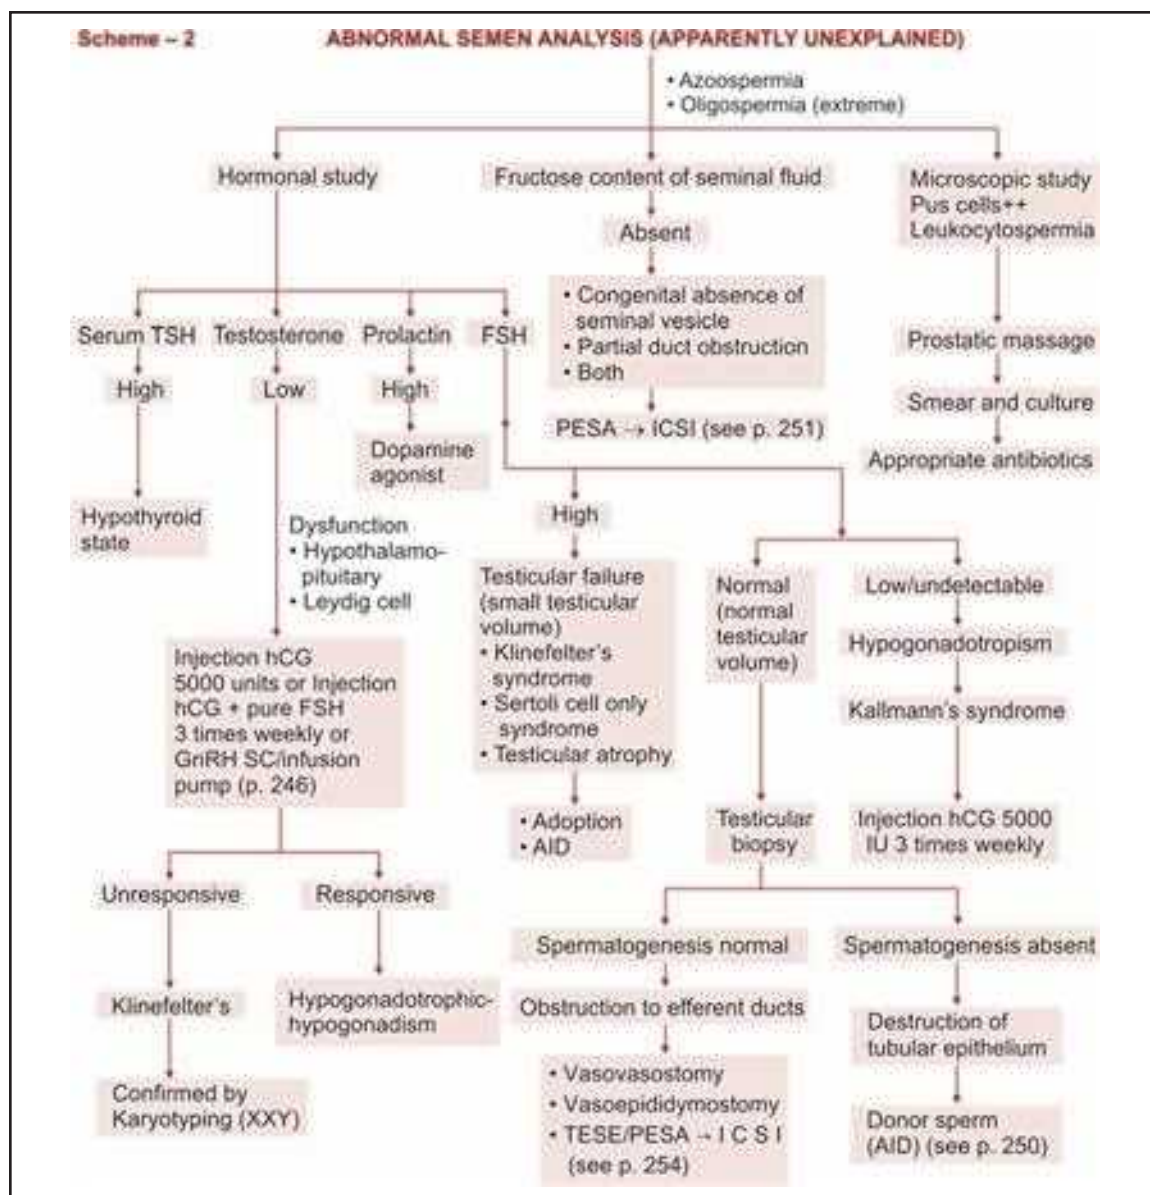 Scheme – 2
ABNORMAL SEMEN ANALYSIS (APPARENTLY UNEXPLAINED)
• Azoospermia
• Oligospermia (extreme)
Hormonal study
Fructose content of seminal fluid
Microscopic study
Pus cells++
Leukocytospermia
Absent
• Congenital absence of
seminal vesicle
• Partial duct obstruction
• Both
Serum TSH
Testosterone
Prolactin
FSH
Prostatic massage
High
Low
High
Smear and culture
PESA → ICSI (see p. 251)
Dopamine
agonist
Appropriate antibiotics
Hypothyroid
state
Dysfunction
• Hypothalamo-
pituitary
• Leydig cell
High
Testicular failure
(small testicular
volume)
• Klinefelter's
syndrome
• Sertoli cell only
syndrome
• Testicular atrophy
Normal
(normal
testicular
volume)
Low/undetectable
Hypogonadotropism
Kallmann's syndrome
Injection hCG
5000 units or Injection
hCG + pure FSH
3 times weekly or
GnRH SC/infusion
pump (p. 246)
• Adoption
• AID
Testicular
biopsy
Injection hCG 5000
IU 3 times weekly
Unresponsive
Responsive
Spermatogenesis normal
Spermatogenesis absent
Klinefelter's
Hypogonadotrophic-
hypogonadism
Obstruction to efferent ducts
Destruction of
tubular epithelium
Confirmed by
Karyotyping (XXY)
• Vasovasostomy
• Vasoepididymostomy
• TESE/PESA → I C S I
(see p. 254)
Donor sperm
(AID) (see p. 250)